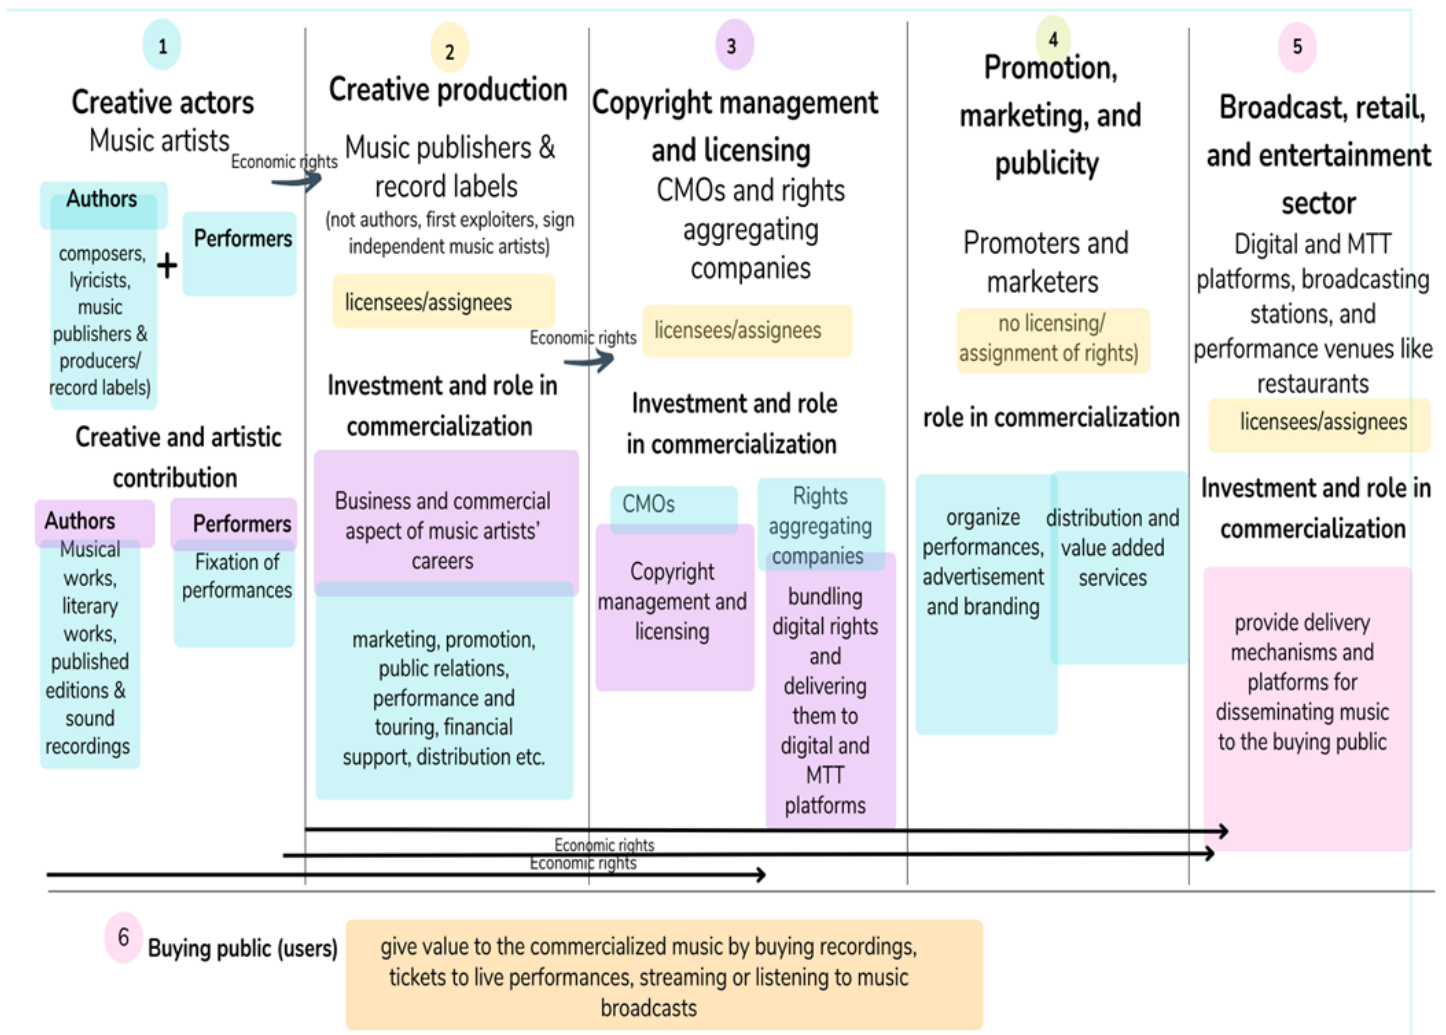 1
Creative actors
Music artists
Authors
composers,
lyricists,
music
publishers &
producers/
record labels)
+
Performers
Creative and artistic
contribution
Authors
Musical
works,
literary
works,
published
editions &
sound
recordings
Performers
Fixation of
performances
Economic rights
2
Creative production
Music publishers &
record labels
(not authors, first exploiters, sign
independent music artists)
licensees/assignees
Investment and role in
commercialization
Business and commercial
aspect of music artists'
careers
marketing, promotion,
public relations,
performance and
touring, financial
support, distribution etc.
Economic rights
3
Copyright management
and licensing
CMOs and rights
aggregating
companies
licensees/assignees
Investment and role
in commercialization
CMOs
Copyright
management and
licensing
Rights
aggregating
companies
bundling
digital rights
and
delivering
them to
digital and
MTT
platforms
4
Promotion,
marketing, and
publicity
Promoters and
marketers
no licensing/
assignment of rights)
role in commercialization
organize
performances,
advertisement
and branding
distribution and
value added
services
5
Broadcast, retail,
and entertainment
sector
Digital and MTT
platforms, broadcasting
stations, and
performance venues like
restaurants
licensees/assignees
Investment and role in
commercialization
provide delivery
mechanisms and
platforms for
disseminating music
to the buying public
Economic rights
Economic rights
6
Buying public (users)
give value to the commercialized music by buying recordings,
tickets to live performances, streaming or listening to music
broadcasts